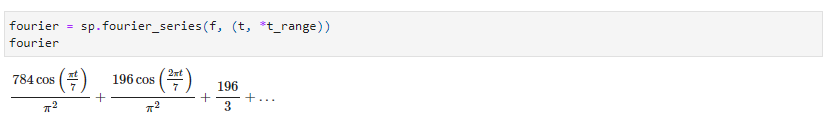 fourier = sp.fourier_series(f, (t, *t_range))
fourier
784 cos (πt/7)/π² + 196 cos (2πt/7)/π² + 196/3 + …